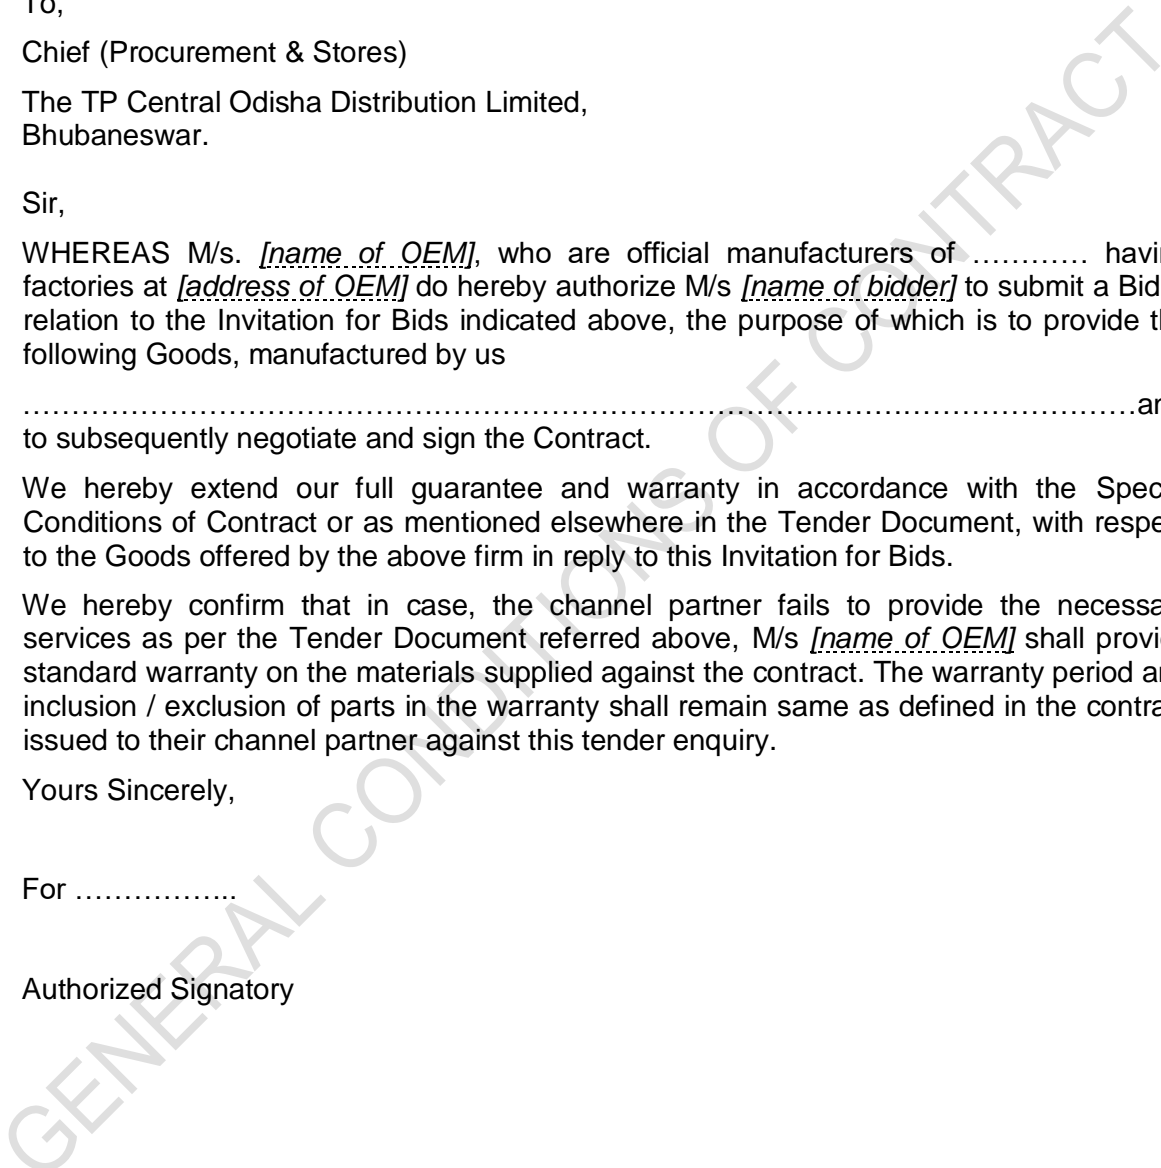 To,
Chief (Procurement & Stores)
The TP Central Odisha Distribution Limited,
Bhubaneswar.
Sir,
WHEREAS M/s. [name of OEM], who are official manufacturers of ………… havin
factories at [address of OEM] do hereby authorize M/s [name of bidder] to submit a Bid
relation to the Invitation for Bids indicated above, the purpose of which is to provide th
following Goods, manufactured by us
……………………………………………………………………………………………………an
to subsequently negotiate and sign the Contract.
We hereby extend our full guarantee and warranty in accordance with the Spec
Conditions of Contract or as mentioned elsewhere in the Tender Document, with respe
to the Goods offered by the above firm in reply to this Invitation for Bids.
We hereby confirm that in case, the channel partner fails to provide the necessa
services as per the Tender Document referred above, M/s [name of OEM] shall provi
standard warranty on the materials supplied against the contract. The warranty period an
inclusion / exclusion of parts in the warranty shall remain same as defined in the contra
issued to their channel partner against this tender enquiry.
Yours Sincerely,
For ……………..
Authorized Signatory
GENERAL CONDITIONS OF CONTRACT